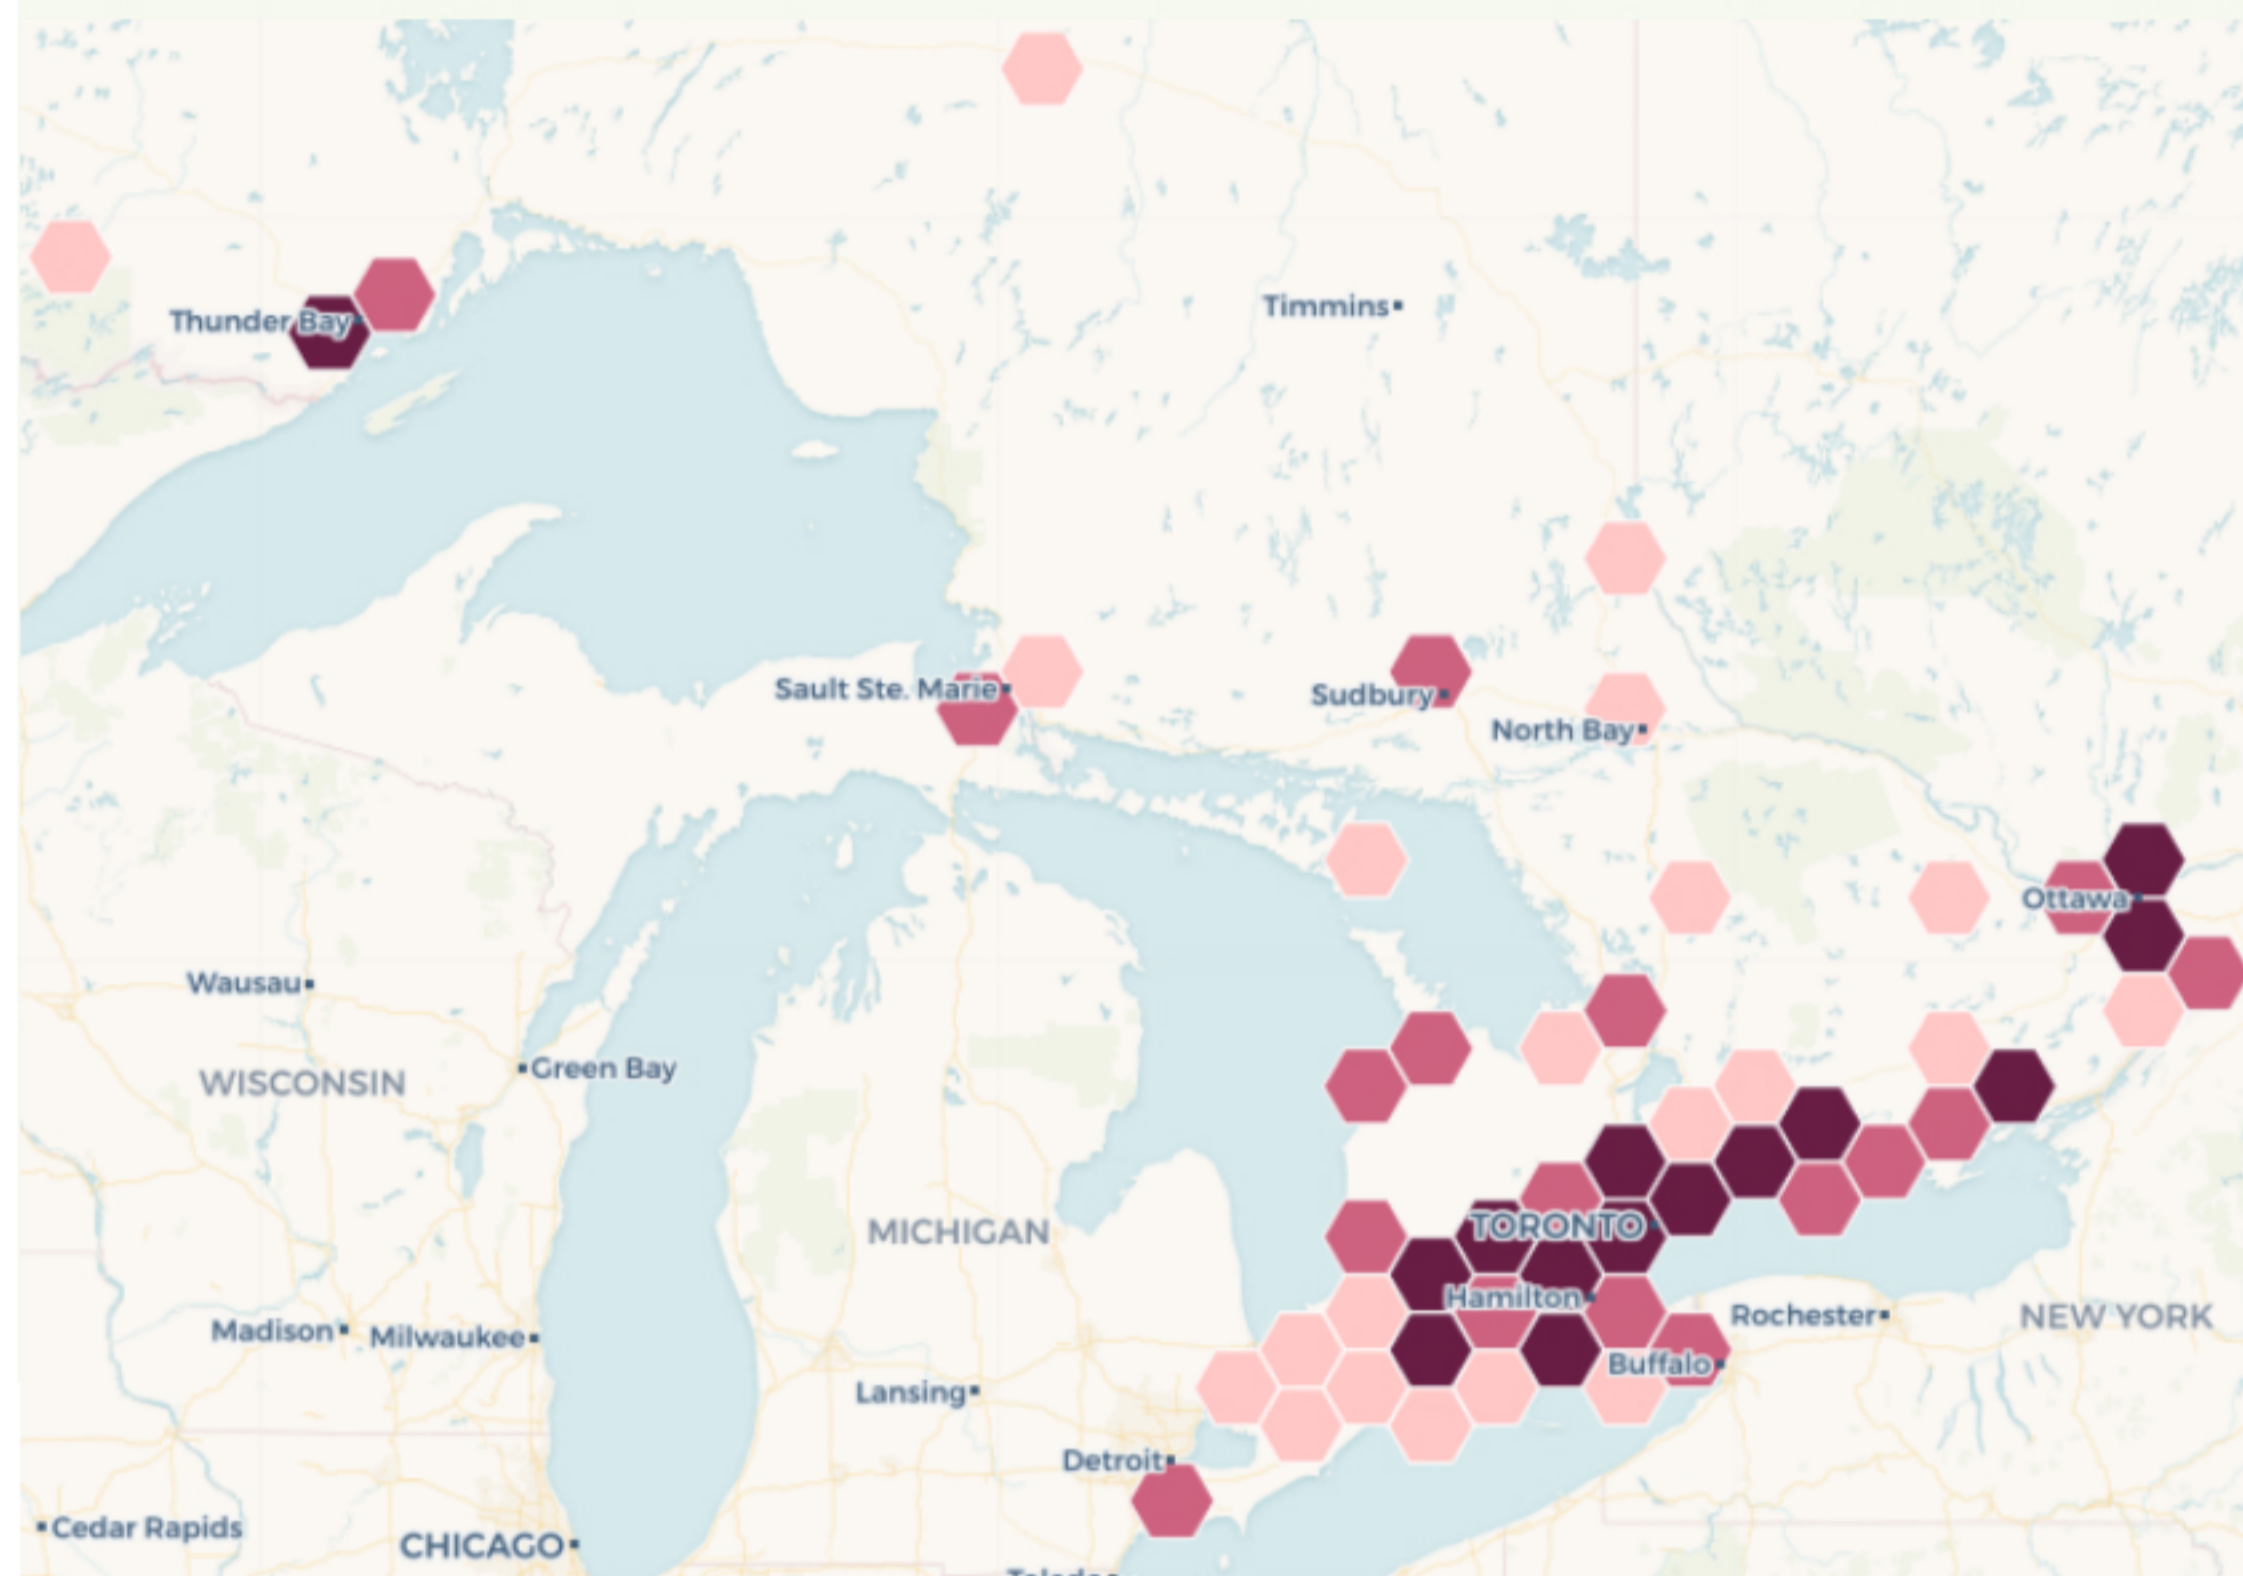 Timmins
Thunder Bay
Sault Ste. Marie
Sudbury
North Bay
Ottawa
Wausau
Green Bay
WISCONSIN
TORONTO
MICHIGAN
Hamilton
Rochester
NEW YORK
Madison
Milwaukee
Buffalo
Lansing
Detroit
Cedar Rapids
CHICAGO